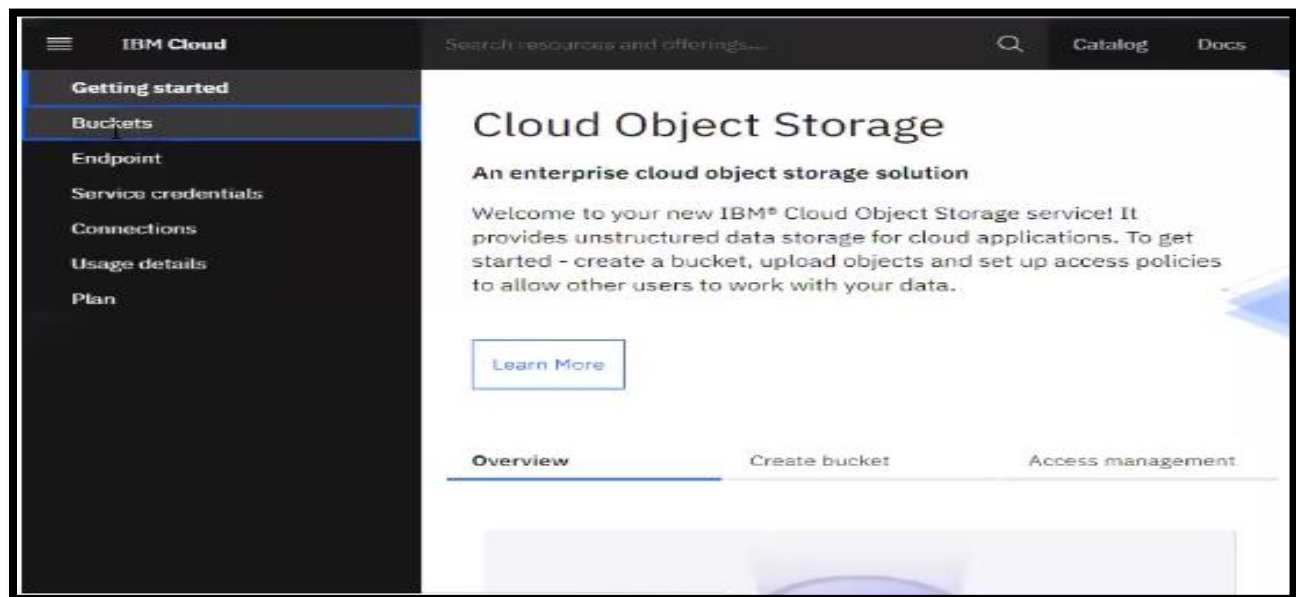 IBM Cloud
Search resources and offerings...
Catalog
Docs
Getting started
Buckets
Endpoint
Service credentials
Connections
Usage details
Plan
Cloud Object Storage
An enterprise cloud object storage solution
Welcome to your new IBM® Cloud Object Storage service! It
provides unstructured data storage for cloud applications. To get
started - create a bucket, upload objects and set up access policies
to allow other users to work with your data.
Learn More
Overview
Create bucket
Access management